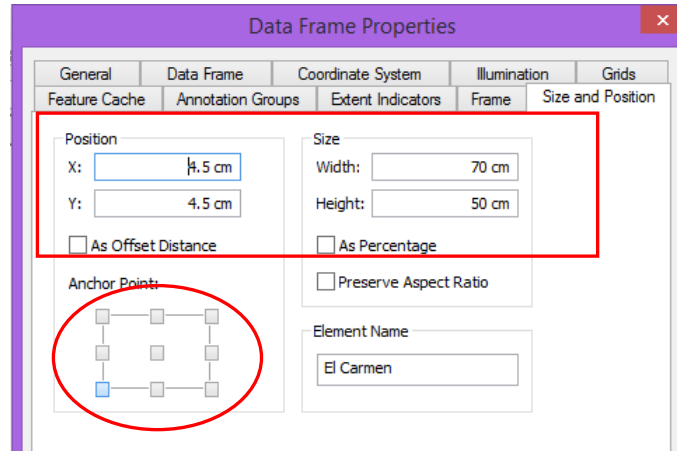 Data Frame Properties
General Data Frame Coordinate System Illumination Grids
Feature Cache Annotation Groups Extent Indicators Frame Size and Position
Position
X: 4.5 cm
Y: 4.5 cm
As Offset Distance
Anchor Point:
Size
Width: 70 cm
Height: 50 cm
As Percentage
Preserve Aspect Ratio
Element Name
El Carmen